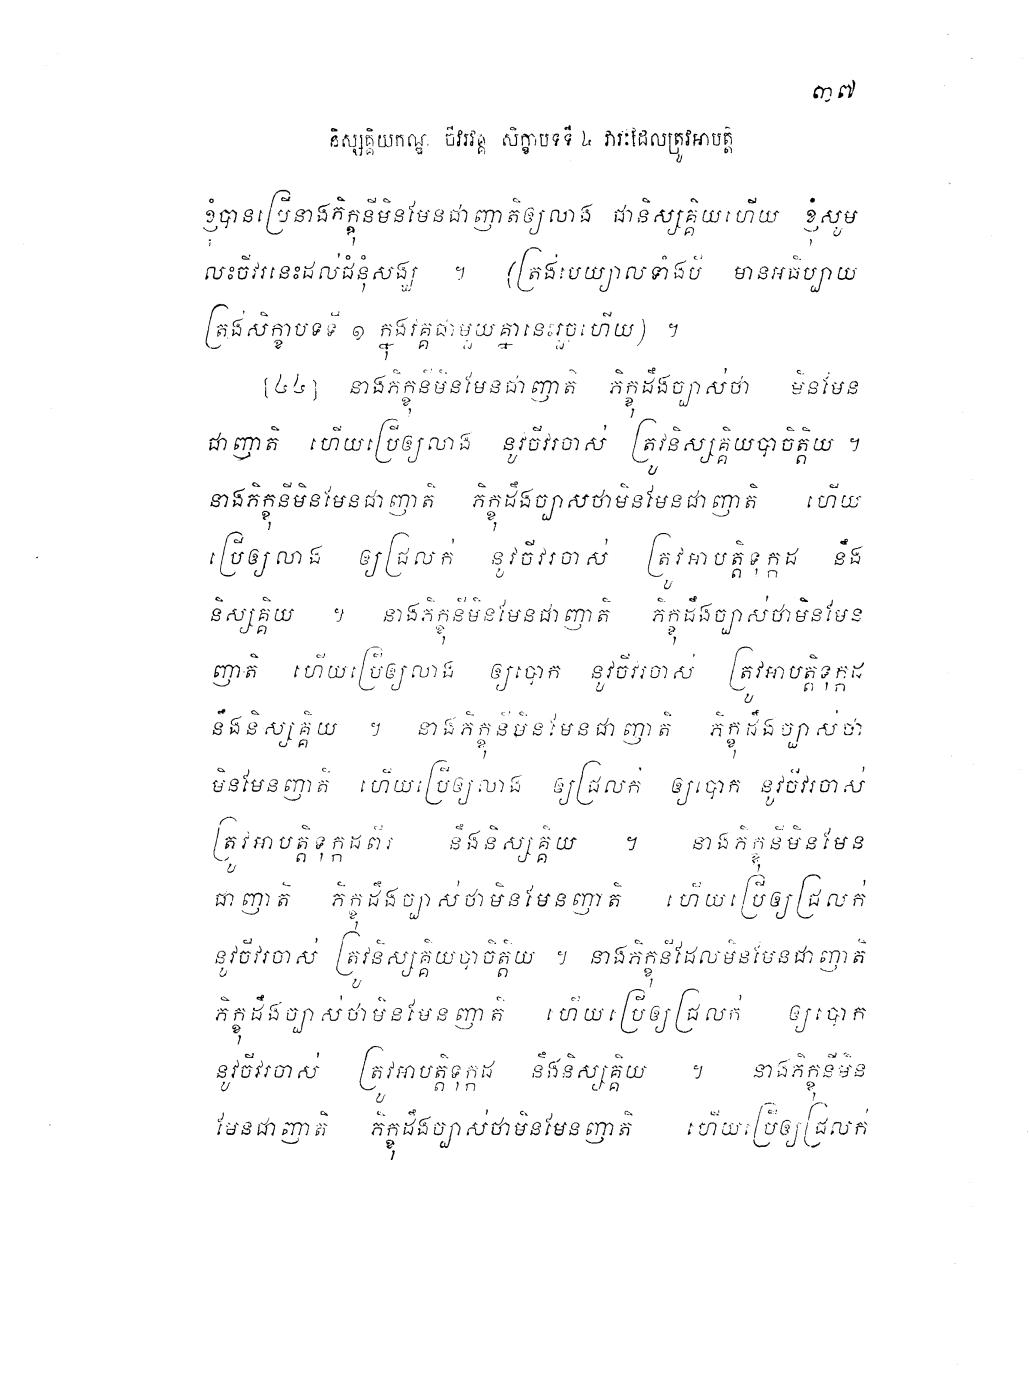 ៣៧
និស្សគ្គិយកណ្ឌ ចីវរវគ្គ សិក្ខាបទទី ៤ វារៈដែលត្រូវអាបត្តិ
ខ្ញុំបានប្រើនាងភិក្ខុនីមិនមែនជាញាតិឲ្យលាង ជានិស្សគ្គិយហើយ ខ្ញុំសូម
លះចីវរនេះដល់ជំនុំសង្ឃ ។ (ត្រង់បេយ្យាលទាំងបី មានអធិប្បាយ
ត្រង់សិក្ខាបទទី ១ ក្នុងវគ្គជាមួយគ្នានេះរួចហើយ) ។
[៤៤] នាងភិក្ខុនីមិនមែនជាញាតិ ភិក្ខុដឹងច្បាស់ថា មិនមែន
ជាញាតិ ហើយប្រើឲ្យលាង នូវចីវរចាស់ ត្រូវនិស្សគ្គិយបាចិត្តិយ ។
នាងភិក្ខុនីមិនមែនជាញាតិ ភិក្ខុដឹងច្បាសថាមិនមែនជាញាតិ ហើយ
ប្រើឲ្យលាង ឲ្យជ្រលក់ នូវចីវរចាស់ ត្រូវអាបត្តិទុក្កដ នឹង
និស្សគ្គិយ ។ នាងភិក្ខុនីមិនមែនជាញាតិ ភិក្ខុដឹងច្បាស់ថាមិនមែន
ញាតិ ហើយប្រើឲ្យលាង ឲ្យបោក នូវចីវរចាស់ ត្រូវអាបត្តិទុក្កដ
នឹងនិស្សគ្គិយ ។ នាងភិក្ខុនីមិនមែនជាញាតិ ភិក្ខុដឹងច្បាស់ថា
មិនមែនញាតិ ហើយប្រើឲ្យលាង ឲ្យជ្រលក់ ឲ្យបោក នូវចីវរចាស់
ត្រូវអាបត្តិទុក្កដពីរ នឹងនិស្សគ្គិយ ។ នាងភិក្ខុនីមិនមែន
ជាញាតិ ភិក្ខុដឹងច្បាស់ថាមិនមែនញាតិ ហើយប្រើឲ្យជ្រលក់
នូវចីវរចាស់ ត្រូវនិស្សគ្គិយបាចិត្តិយ ។ នាងភិក្ខុនីដែលមិនមែនជាញាតិ
ភិក្ខុដឹងច្បាស់ថាមិនមែនញាតិ ហើយប្រើឲ្យជ្រលក់ ឲ្យបោក
នូវចីវរចាស់ ត្រូវអាបត្តិទុក្កដ នឹងនិស្សគ្គិយ ។ នាងភិក្ខុនីមិន
មែនជាញាតិ ភិក្ខុដឹងច្បាស់ថាមិនមែនញាតិ ហើយប្រើឲ្យជ្រលក់